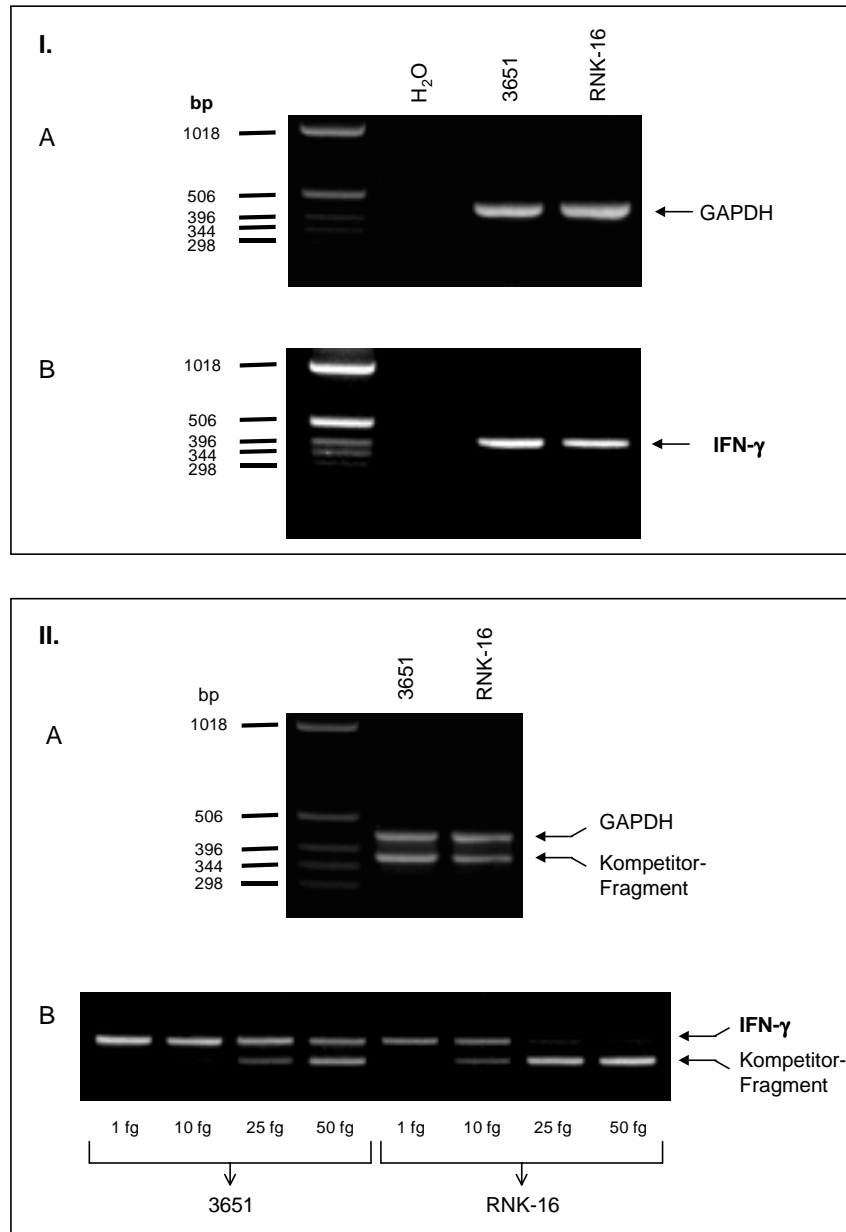 I.
bp
H₂O
3651
RNK-16
A
1018
506
396
344
298
GAPDH
B
1018
506
396
344
298
IFN-γ
II.
bp
3651
RNK-16
A
1018
506
396
344
298
GAPDH
Kompetitor-
Fragment
B
IFN-γ
Kompetitor-
Fragment
1 fg 10 fg 25 fg 50 fg 1 fg 10 fg 25 fg 50 fg
3651 RNK-16